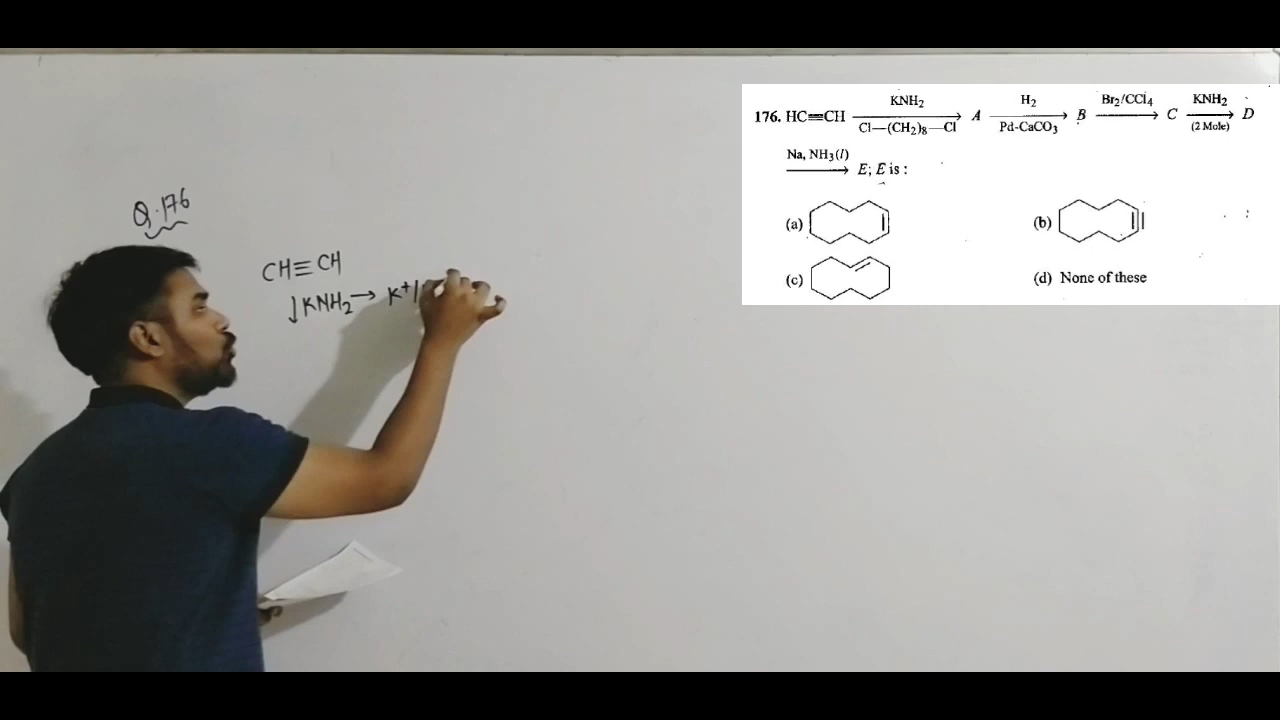 176. HC≡CH KNH2 Cl—(CH2)8—Cl A H2 Pd-CaCO3 B Br2/CCl4 C KNH2 (2 Mole) D
Na, NH3(l) E; E is :
(a)
(b)
(c)
(d) None of these
Q.176
CH≡CH
↓KNH2→ K+/